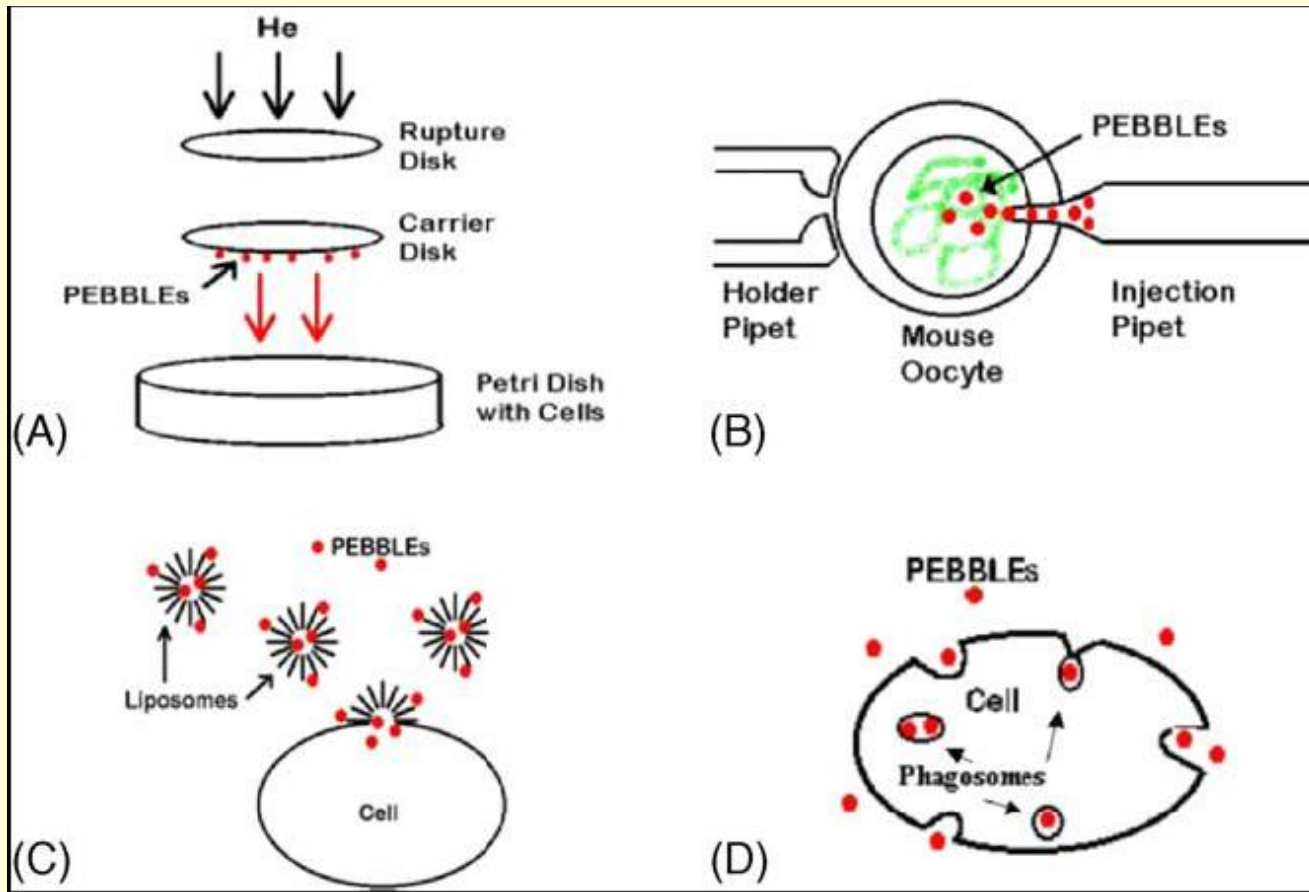 He
Rupture
Disk
Carrier
Disk
PEBBLEs
Petri Dish
with Cells
(A)
PEBBLEs
Holder
Pipet
Mouse
Oocyte
Injection
Pipet
(B)
PEBBLEs
Liposomes
Cell
(C)
PEBBLEs
Cell
Phagosomes
(D)